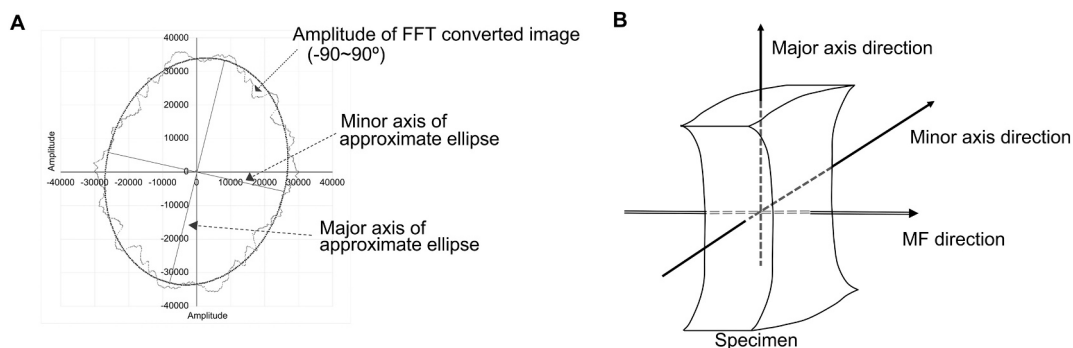 A
Amplitude of FFT converted image
(-90~90º)
Minor axis of
approximate ellipse
Major axis of
approximate ellipse
40000
30000
20000
10000
0
-10000
-20000
-30000
-40000
-40000 -30000 -20000 -10000 0 10000 20000 30000 40000
Amplitude
Amplitude
B
Major axis direction
Minor axis direction
MF direction
Specimen